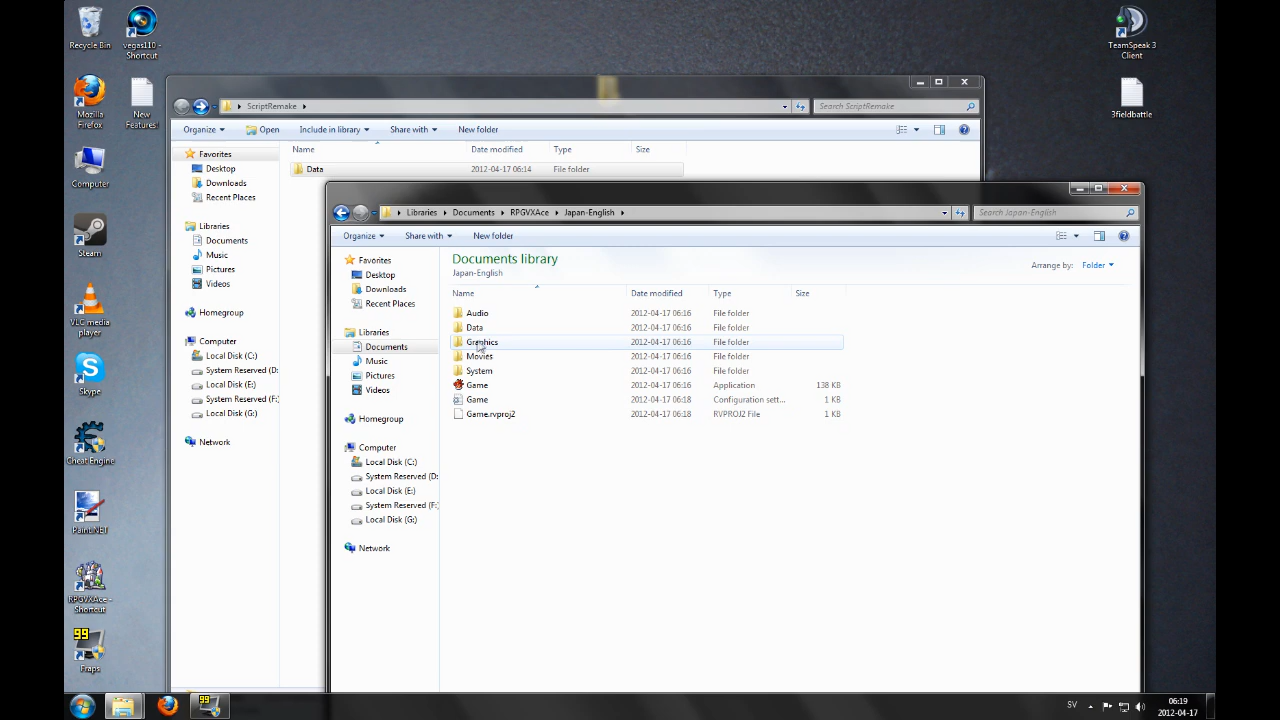 Recycle Bin
vegas110 - Shortcut
Mozilla Firefox
New Features!
Computer
Steam
VLC media player
Skype
Cheat Engine
Paint.NET
RPGVXAce - Shortcut
99
Fraps
TeamSpeak 3 Client
3fieldbattle
ScriptRemake
Search ScriptRemake
Organize Open Include in library Share with New folder
Name Date modified Type Size
Data 2012-04-17 06:14 File folder
Favorites
Desktop
Downloads
Recent Places
Libraries
Documents
Music
Pictures
Videos
Homegroup
Computer
Local Disk (C:)
System Reserved (D:
Local Disk (E:)
System Reserved (F:
Local Disk (G:)
Network
Libraries Documents RPGVXAce Japan-English
Search Japan-English
Organize Share with New folder
Favorites
Desktop
Downloads
Recent Places
Libraries
Documents
Music
Pictures
Videos
Homegroup
Computer
Local Disk (C:)
System Reserved (D:
Local Disk (E:)
System Reserved (F:
Local Disk (G:)
Network
Documents library
Japan-English
Arrange by: Folder
Name Date modified Type Size
Audio 2012-04-17 06:16 File folder
Data 2012-04-17 06:16 File folder
Graphics 2012-04-17 06:16 File folder
Movies 2012-04-17 06:16 File folder
System 2012-04-17 06:16 File folder
Game 2012-04-17 06:16 Application 138 KB
Game 2012-04-17 06:18 Configuration sett... 1 KB
Game.rvproj2 2012-04-17 06:18 RVPROJ2 File 1 KB
99
SV
06:19
2012-04-17